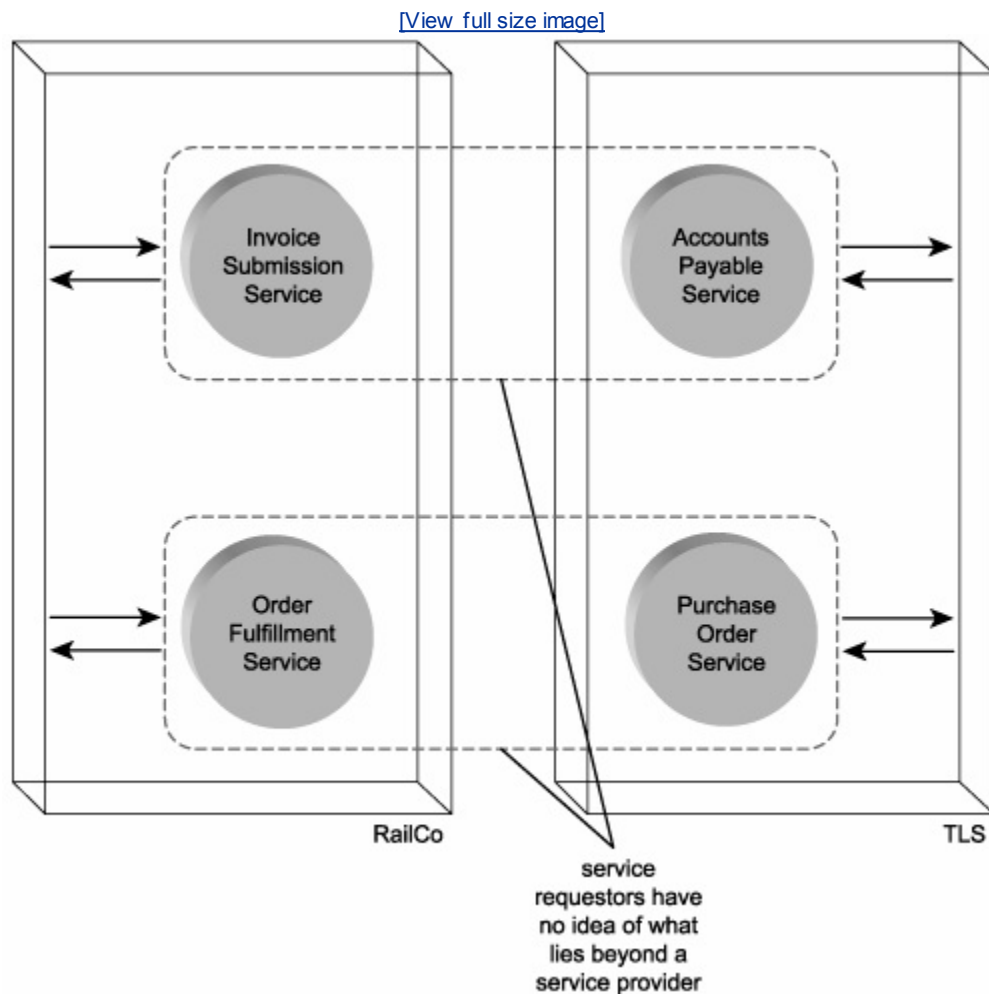 [View full size image]
Invoice
Submission
Service
Accounts
Payable
Service
Order
Fulfillment
Service
Purchase
Order
Service
RailCo
TLS
service
requestors have
no idea of what
lies beyond a
service provider